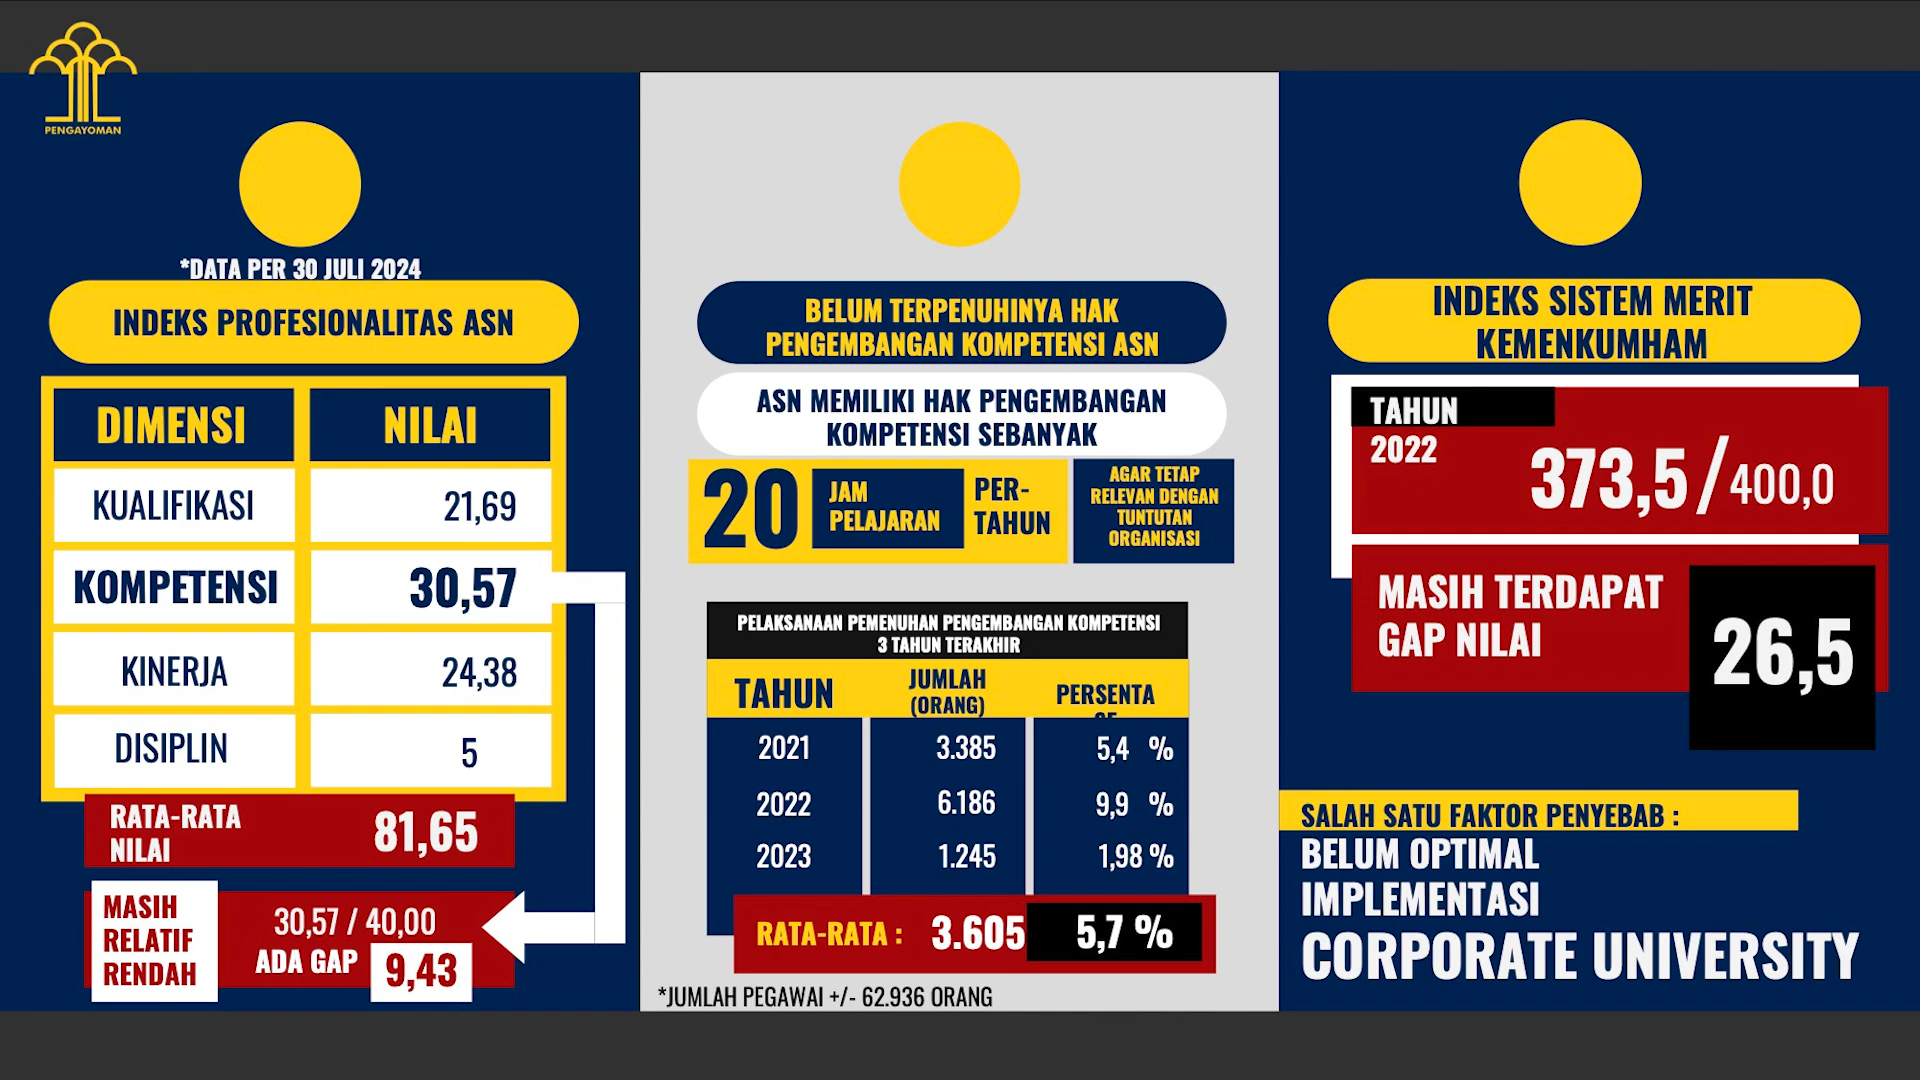 PENGAYOMAN
*DATA PER 30 JULI 2024
INDEKS PROFESIONALITAS ASN
DIMENSI NILAI
KUALIFIKASI 21,69
KOMPETENSI 30,57
KINERJA 24,38
DISIPLIN 5
RATA-RATA
NILAI
81,65
MASIH
RELATIF
RENDAH
30,57 / 40,00
ADA GAP 9,43
BELUM TERPENUHINYA HAK
PENGEMBANGAN KOMPETENSI ASN
ASN MEMILIKI HAK PENGEMBANGAN
KOMPETENSI SEBANYAK
20
JAM
PELAJARAN
PER-
TAHUN
AGAR TETAP
RELEVAN DENGAN
TUNTUTAN
ORGANISASI
PELAKSANAAN PEMENUHAN PENGEMBANGAN KOMPETENSI
3 TAHUN TERAKHIR
TAHUN
JUMLAH
(ORANG)
PERSENTA
2021 3.385 5,4 %
2022 6.186 9,9 %
2023 1.245 1,98 %
RATA-RATA : 3.605 5,7 %
*JUMLAH PEGAWAI +/- 62.936 ORANG
INDEKS SISTEM MERIT
KEMENKUMHAM
TAHUN
2022
373,5/400,0
MASIH TERDAPAT
GAP NILAI
26,5
SALAH SATU FAKTOR PENYEBAB :
BELUM OPTIMAL
IMPLEMENTASI
CORPORATE UNIVERSITY